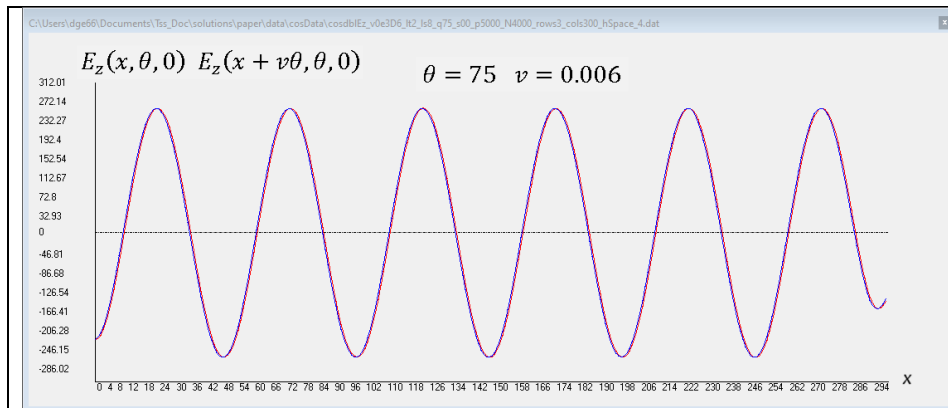 C:\Users\dge66\Documents\Tss_Doc\solutions\paper\data\cosData\cosdblEz_v0e3D6_lt2_ls8_q75_s00_p5000_N4000_rows3_cols300_hSpace_4.dat
x
E_z(x, θ, 0) E_z(x + vθ, θ, 0)
θ = 75 v = 0.006
312.01
272.14
232.27
192.4
152.54
112.67
72.8
32.93
0
-46.81
-86.68
-126.54
-166.41
-206.28
-246.15
-286.02
0 4 8 12 18 24 30 36 42 48 54 60 66 72 78 84 90 96 102 110 118 126 134 142 150 158 166 174 182 190 198 206 214 222 230 238 246 254 262 270 278 286 294
x